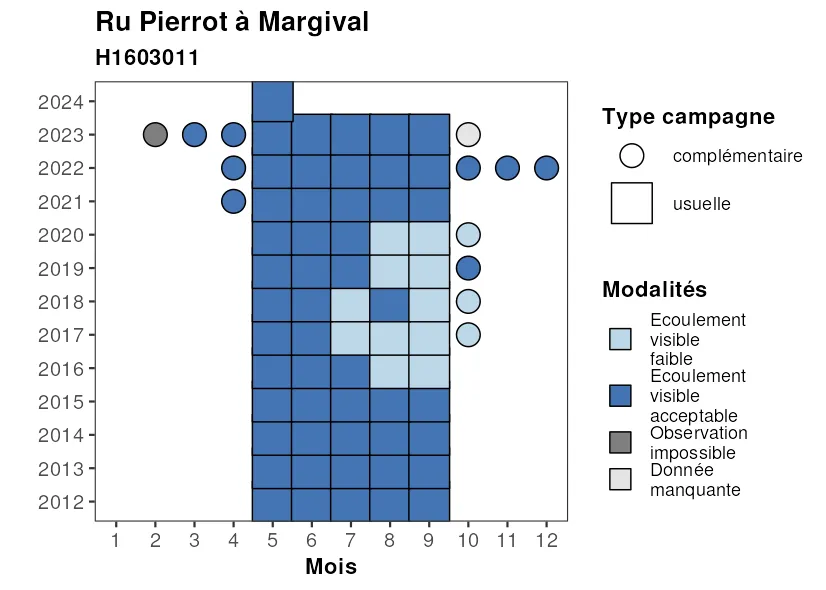 Ru Pierrot à Margival
H1603011
2024
2023
2022
2021
2020
2019
2018
2017
2016
2015
2014
2013
2012
1 2 3 4 5 6 7 8 9 10 11 12
Mois
Type campagne
complémentaire
usuelle
Modalités
Ecoulement
visible
faible
Ecoulement
visible
acceptable
Observation
impossible
Donnée
manquante